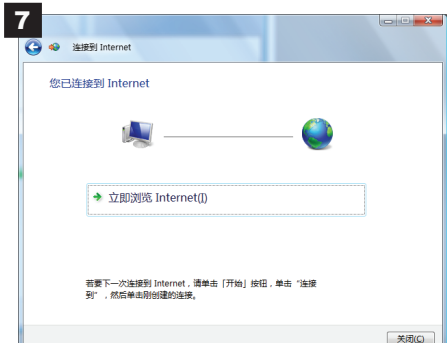 7
连接到 Internet
您已连接到 Internet
立即浏览 Internet(I)
若要下一次连接到 Internet，请单击「开始」按钮，单击“连接
到”，然后单击刚创建的连接。
关闭(C)